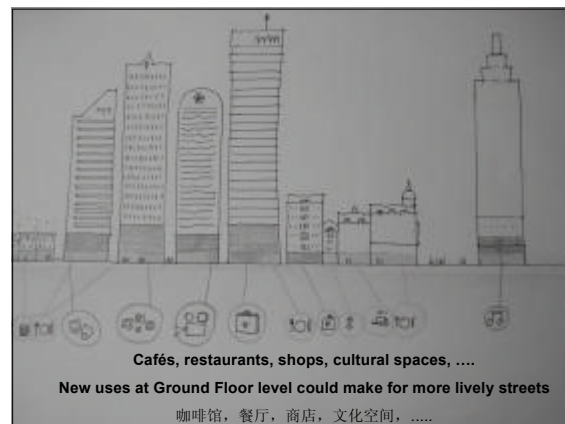 Cafés, restaurants, shops, cultural spaces, ....
New uses at Ground Floor level could make for more lively streets
咖啡馆，餐厅，商店，文化空间，.....